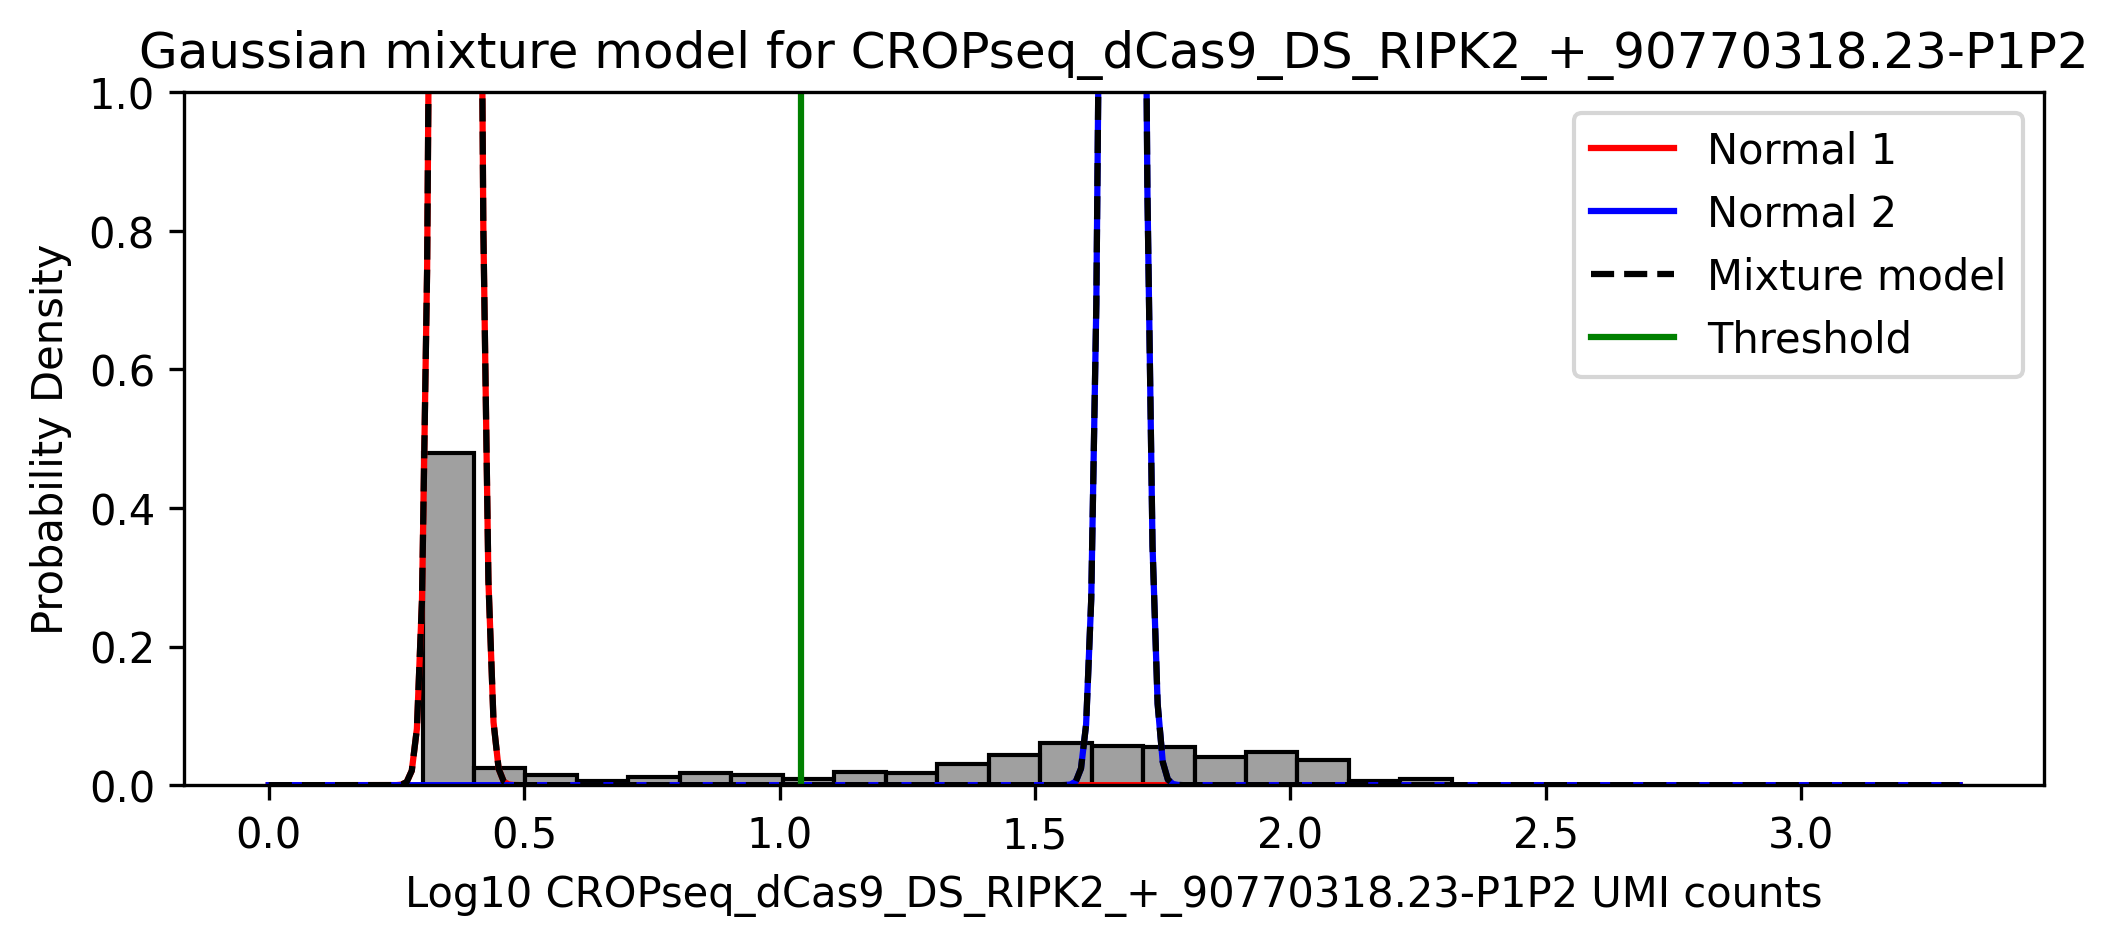 Gaussian mixture model for CROPseq_dCas9_DS_RIPK2_+_90770318.23-P1P2
1.0
0.8
0.6
0.4
0.2
0.0
Probability Density
Normal 1
Normal 2
Mixture model
Threshold
0.0 0.5 1.0 1.5 2.0 2.5 3.0
Log10 CROPseq_dCas9_DS_RIPK2_+_90770318.23-P1P2 UMI counts